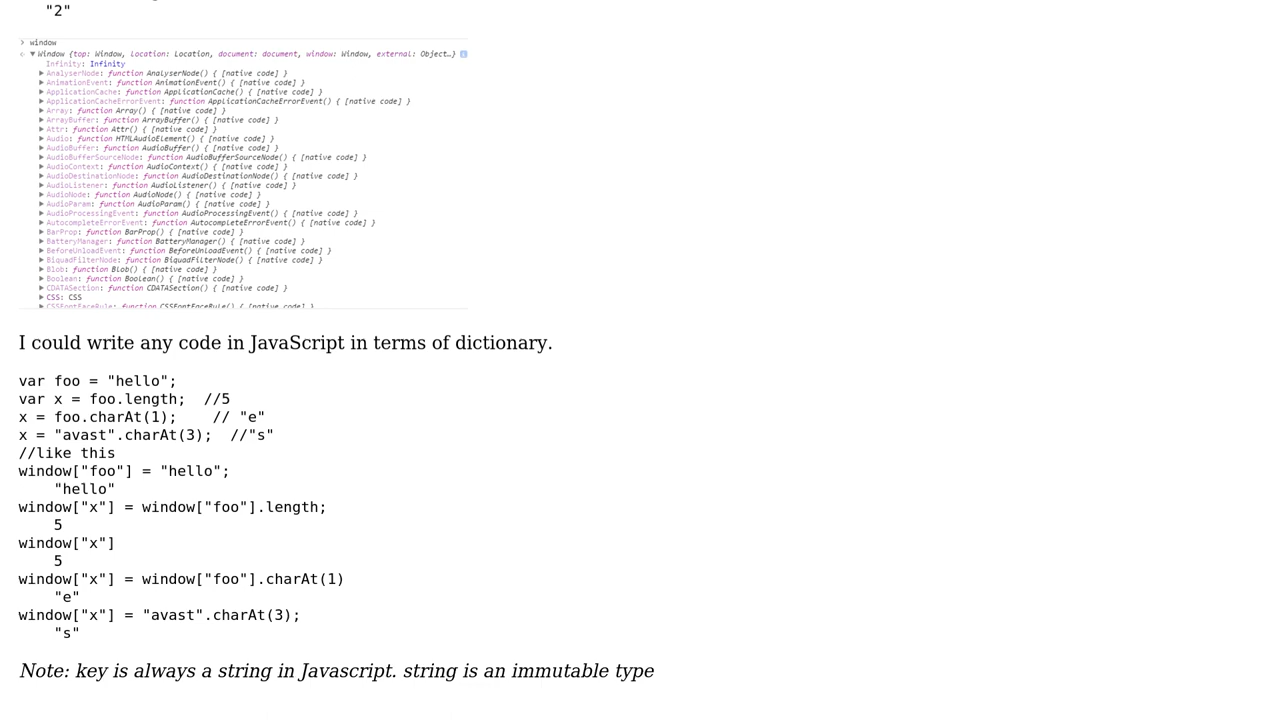 "2"
> window
Window {top: Window, location: Location, document: document, window: Window, external: Object…}
Infinity: Infinity
AnalyserNode: function AnalyserNode() { [native code] }
AnimationEvent: function AnimationEvent() { [native code] }
ApplicationCache: function ApplicationCache() { [native code] }
ApplicationCacheErrorEvent: function ApplicationCacheErrorEvent() { [native code] }
Array: function Array() { [native code] }
ArrayBuffer: function ArrayBuffer() { [native code] }
Attr: function Attr() { [native code] }
Audio: function HTMLAudioElement() { [native code] }
AudioBuffer: function AudioBuffer() { [native code] }
AudioBufferSourceNode: function AudioBufferSourceNode() { [native code] }
AudioContext: function AudioContext() { [native code] }
AudioDestinationNode: function AudioDestinationNode() { [native code] }
AudioListener: function AudioListener() { [native code] }
AudioNode: function AudioNode() { [native code] }
AudioParam: function AudioParam() { [native code] }
AudioProcessingEvent: function AudioProcessingEvent() { [native code] }
AutocompleteErrorEvent: function AutocompleteErrorEvent() { [native code] }
BarProp: function BarProp() { [native code] }
BatteryManager: function BatteryManager() { [native code] }
BeforeUnloadEvent: function BeforeUnloadEvent() { [native code] }
BiquadFilterNode: function BiquadFilterNode() { [native code] }
Blob: function Blob() { [native code] }
Boolean: function Boolean() { [native code] }
CDATASection: function CDATASection() { [native code] }
CSS: CSS
CSSFontFaceRule: function CSSFontFaceRule() { [native code] }
I could write any code in JavaScript in terms of dictionary.
var foo = "hello";
var x = foo.length;  //5
x = foo.charAt(1);    // "e"
x = "avast".charAt(3);  //"s"
//like this
window["foo"] = "hello";
    "hello"
window["x"] = window["foo"].length;
    5
window["x"]
    5
window["x"] = window["foo"].charAt(1)
    "e"
window["x"] = "avast".charAt(3);
    "s"
Note: key is always a string in Javascript. string is an immutable type